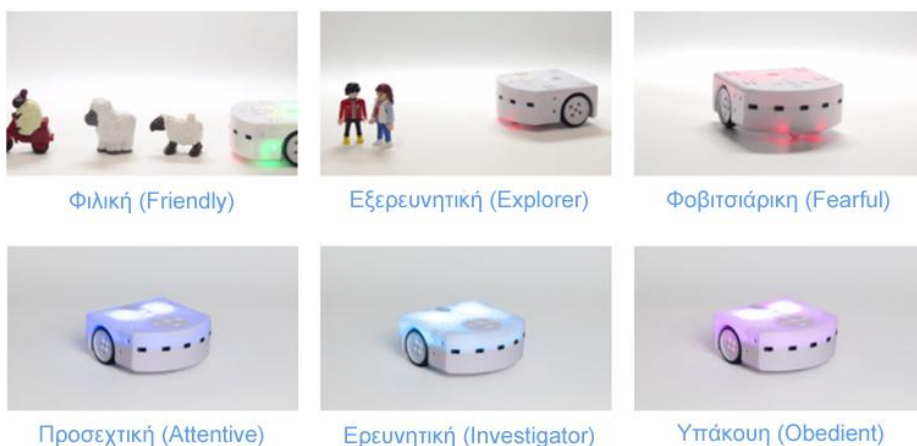 Φιλική (Friendly)
Εξερευνητική (Explorer)
Φοβιτσιάρικη (Fearful)
Προσεχτική (Attentive)
Ερευνητική (Investigator)
Υπάκουη (Obedient)